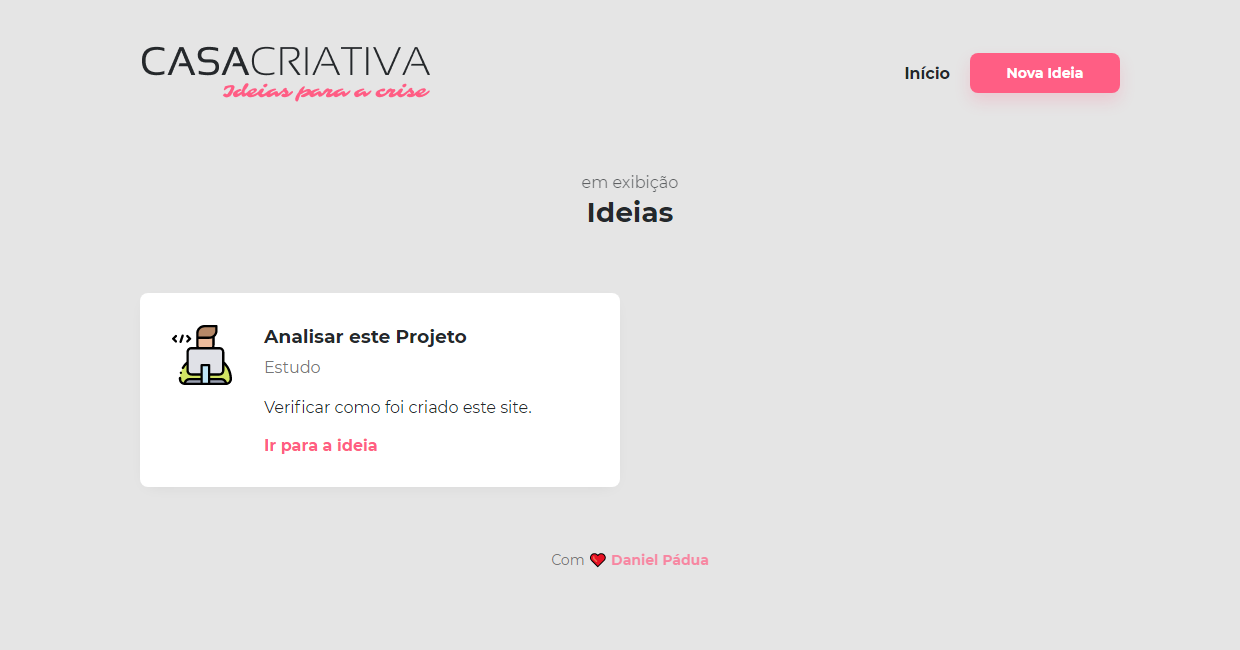 CASACRIATIVA
Ideias para a crise
Início
Nova Ideia
em exibição
Ideias
</>
Analisar este Projeto
Estudo
Verificar como foi criado este site.
Ir para a ideia
Com ❤ Daniel Pádua